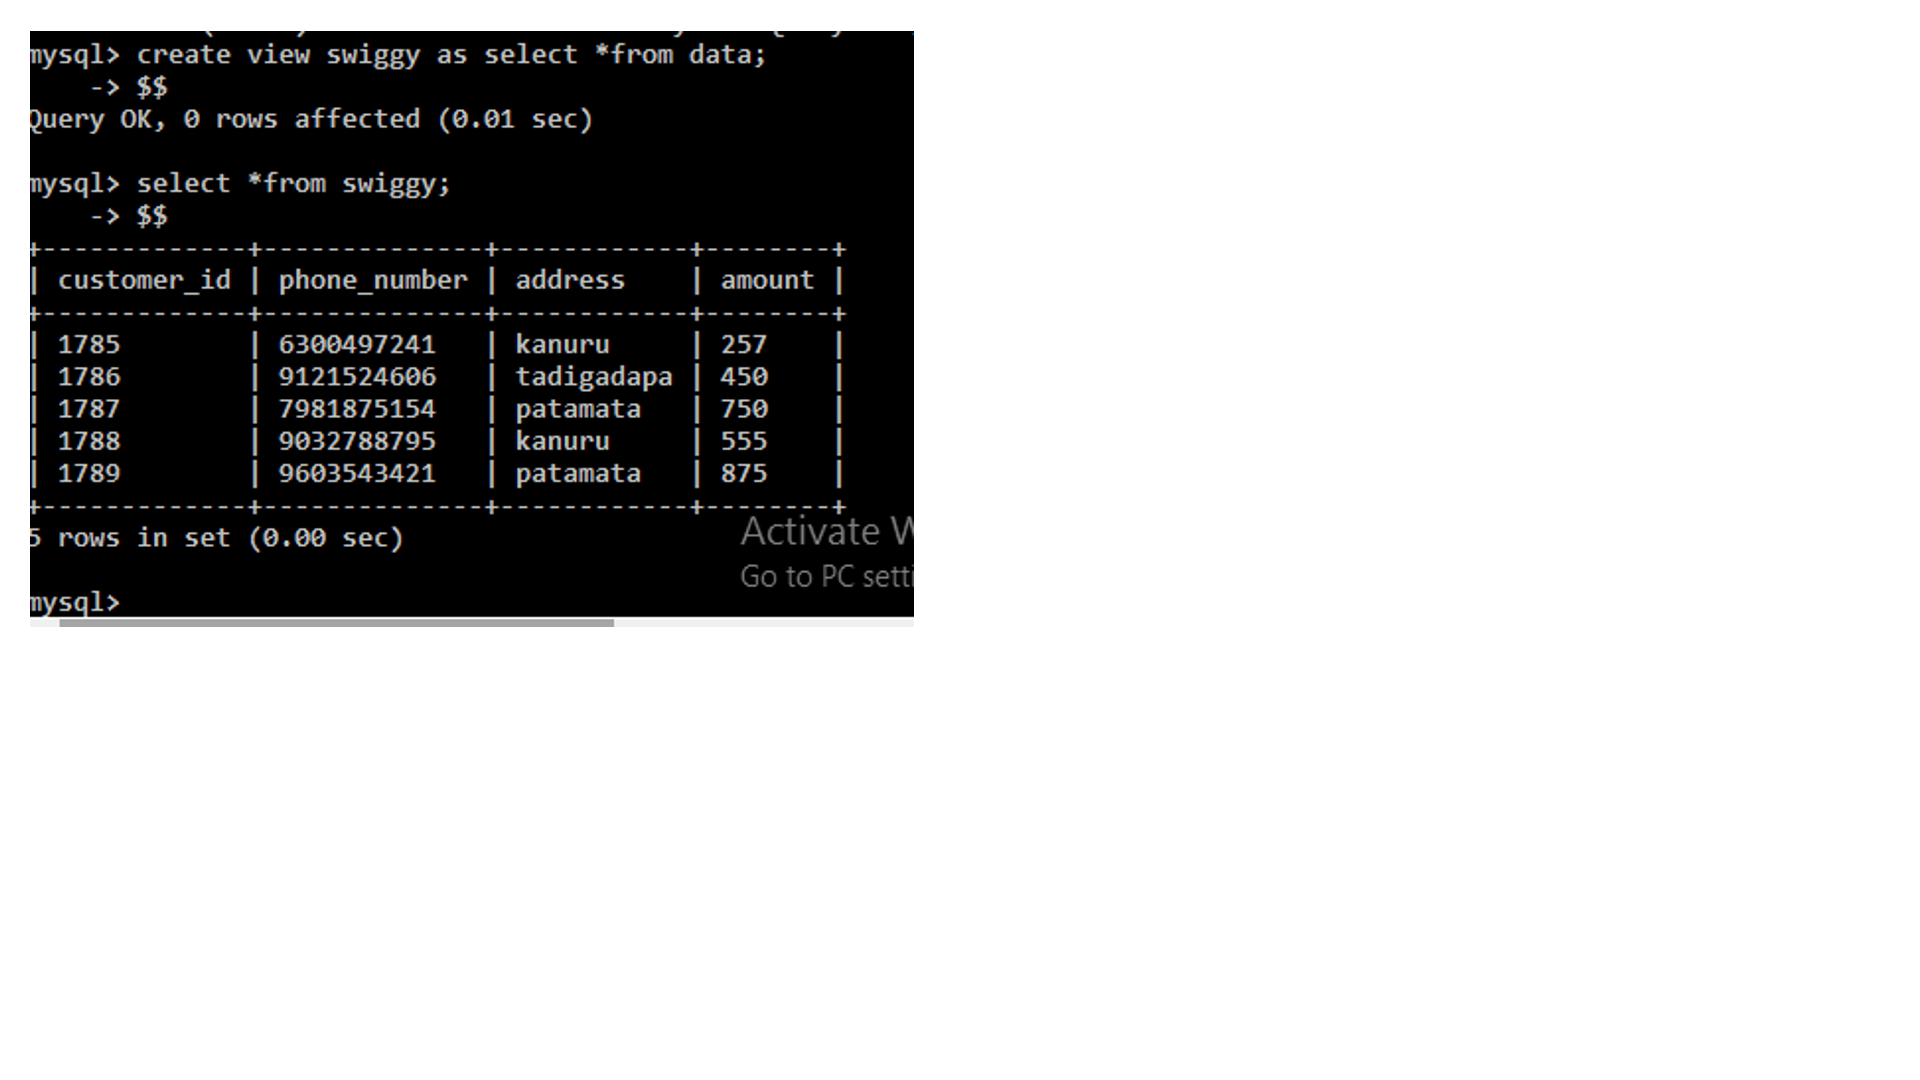 mysql> create view swiggy as select *from data;
    -> $$
Query OK, 0 rows affected (0.01 sec)

mysql> select *from swiggy;
    -> $$
+-------------+--------------+------------+--------+
| customer_id | phone_number | address    | amount |
+-------------+--------------+------------+--------+
| 1785        | 6300497241   | kanuru     | 257    |
| 1786        | 9121524606   | tadigadapa | 450    |
| 1787        | 7981875154   | patamata   | 750    |
| 1788        | 9032788795   | kanuru     | 555    |
| 1789        | 9603543421   | patamata   | 875    |
+-------------+--------------+------------+--------+
5 rows in set (0.00 sec)
Activate W
Go to PC setti
mysql>